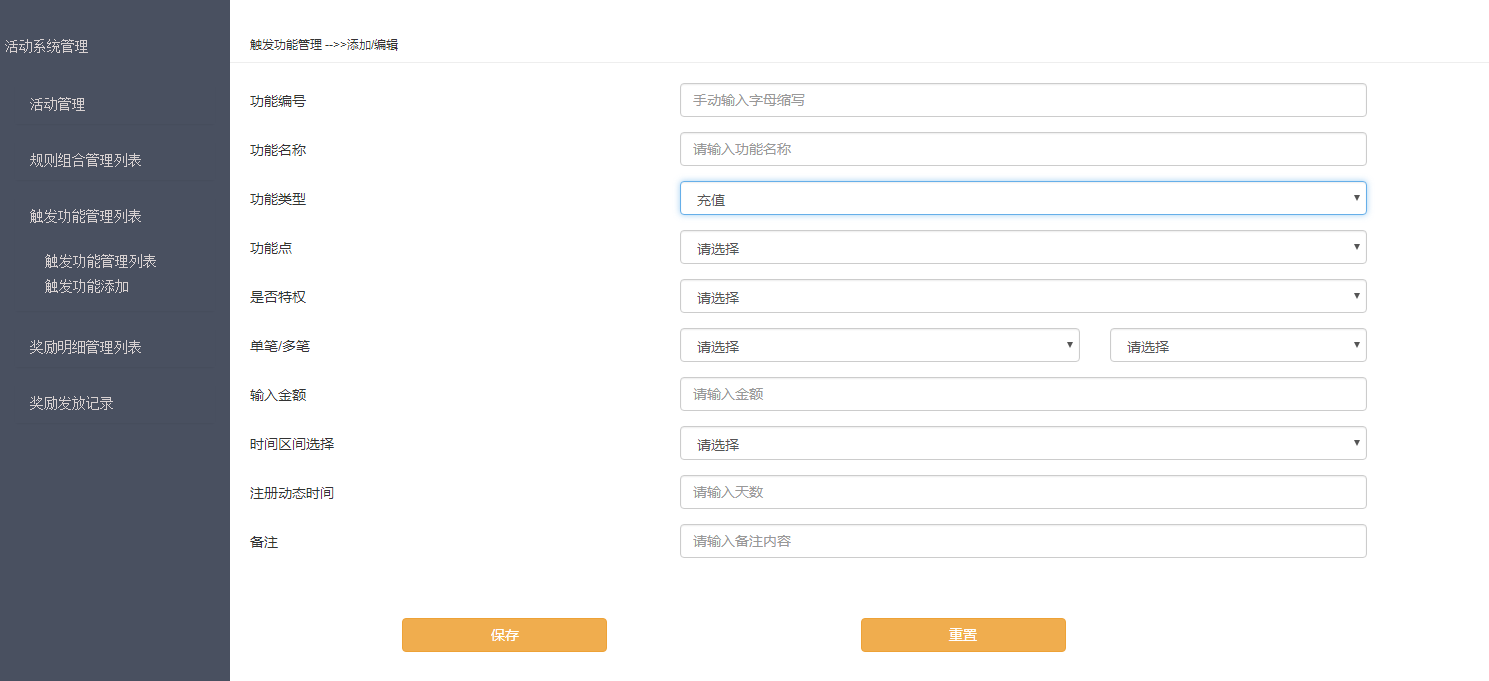 活动系统管理
活动管理
规则组合管理列表
触发功能管理列表
触发功能管理列表
触发功能添加
奖励明细管理列表
奖励发放记录
触发功能管理 -->>添加/编辑
功能编号 手动输入字母缩写
功能名称 请输入功能名称
功能类型 充值
功能点 请选择
是否特权 请选择
单笔/多笔 请选择 请选择
输入金额 请输入金额
时间区间选择 请选择
注册动态时间 请输入天数
备注 请输入备注内容
保存 重置